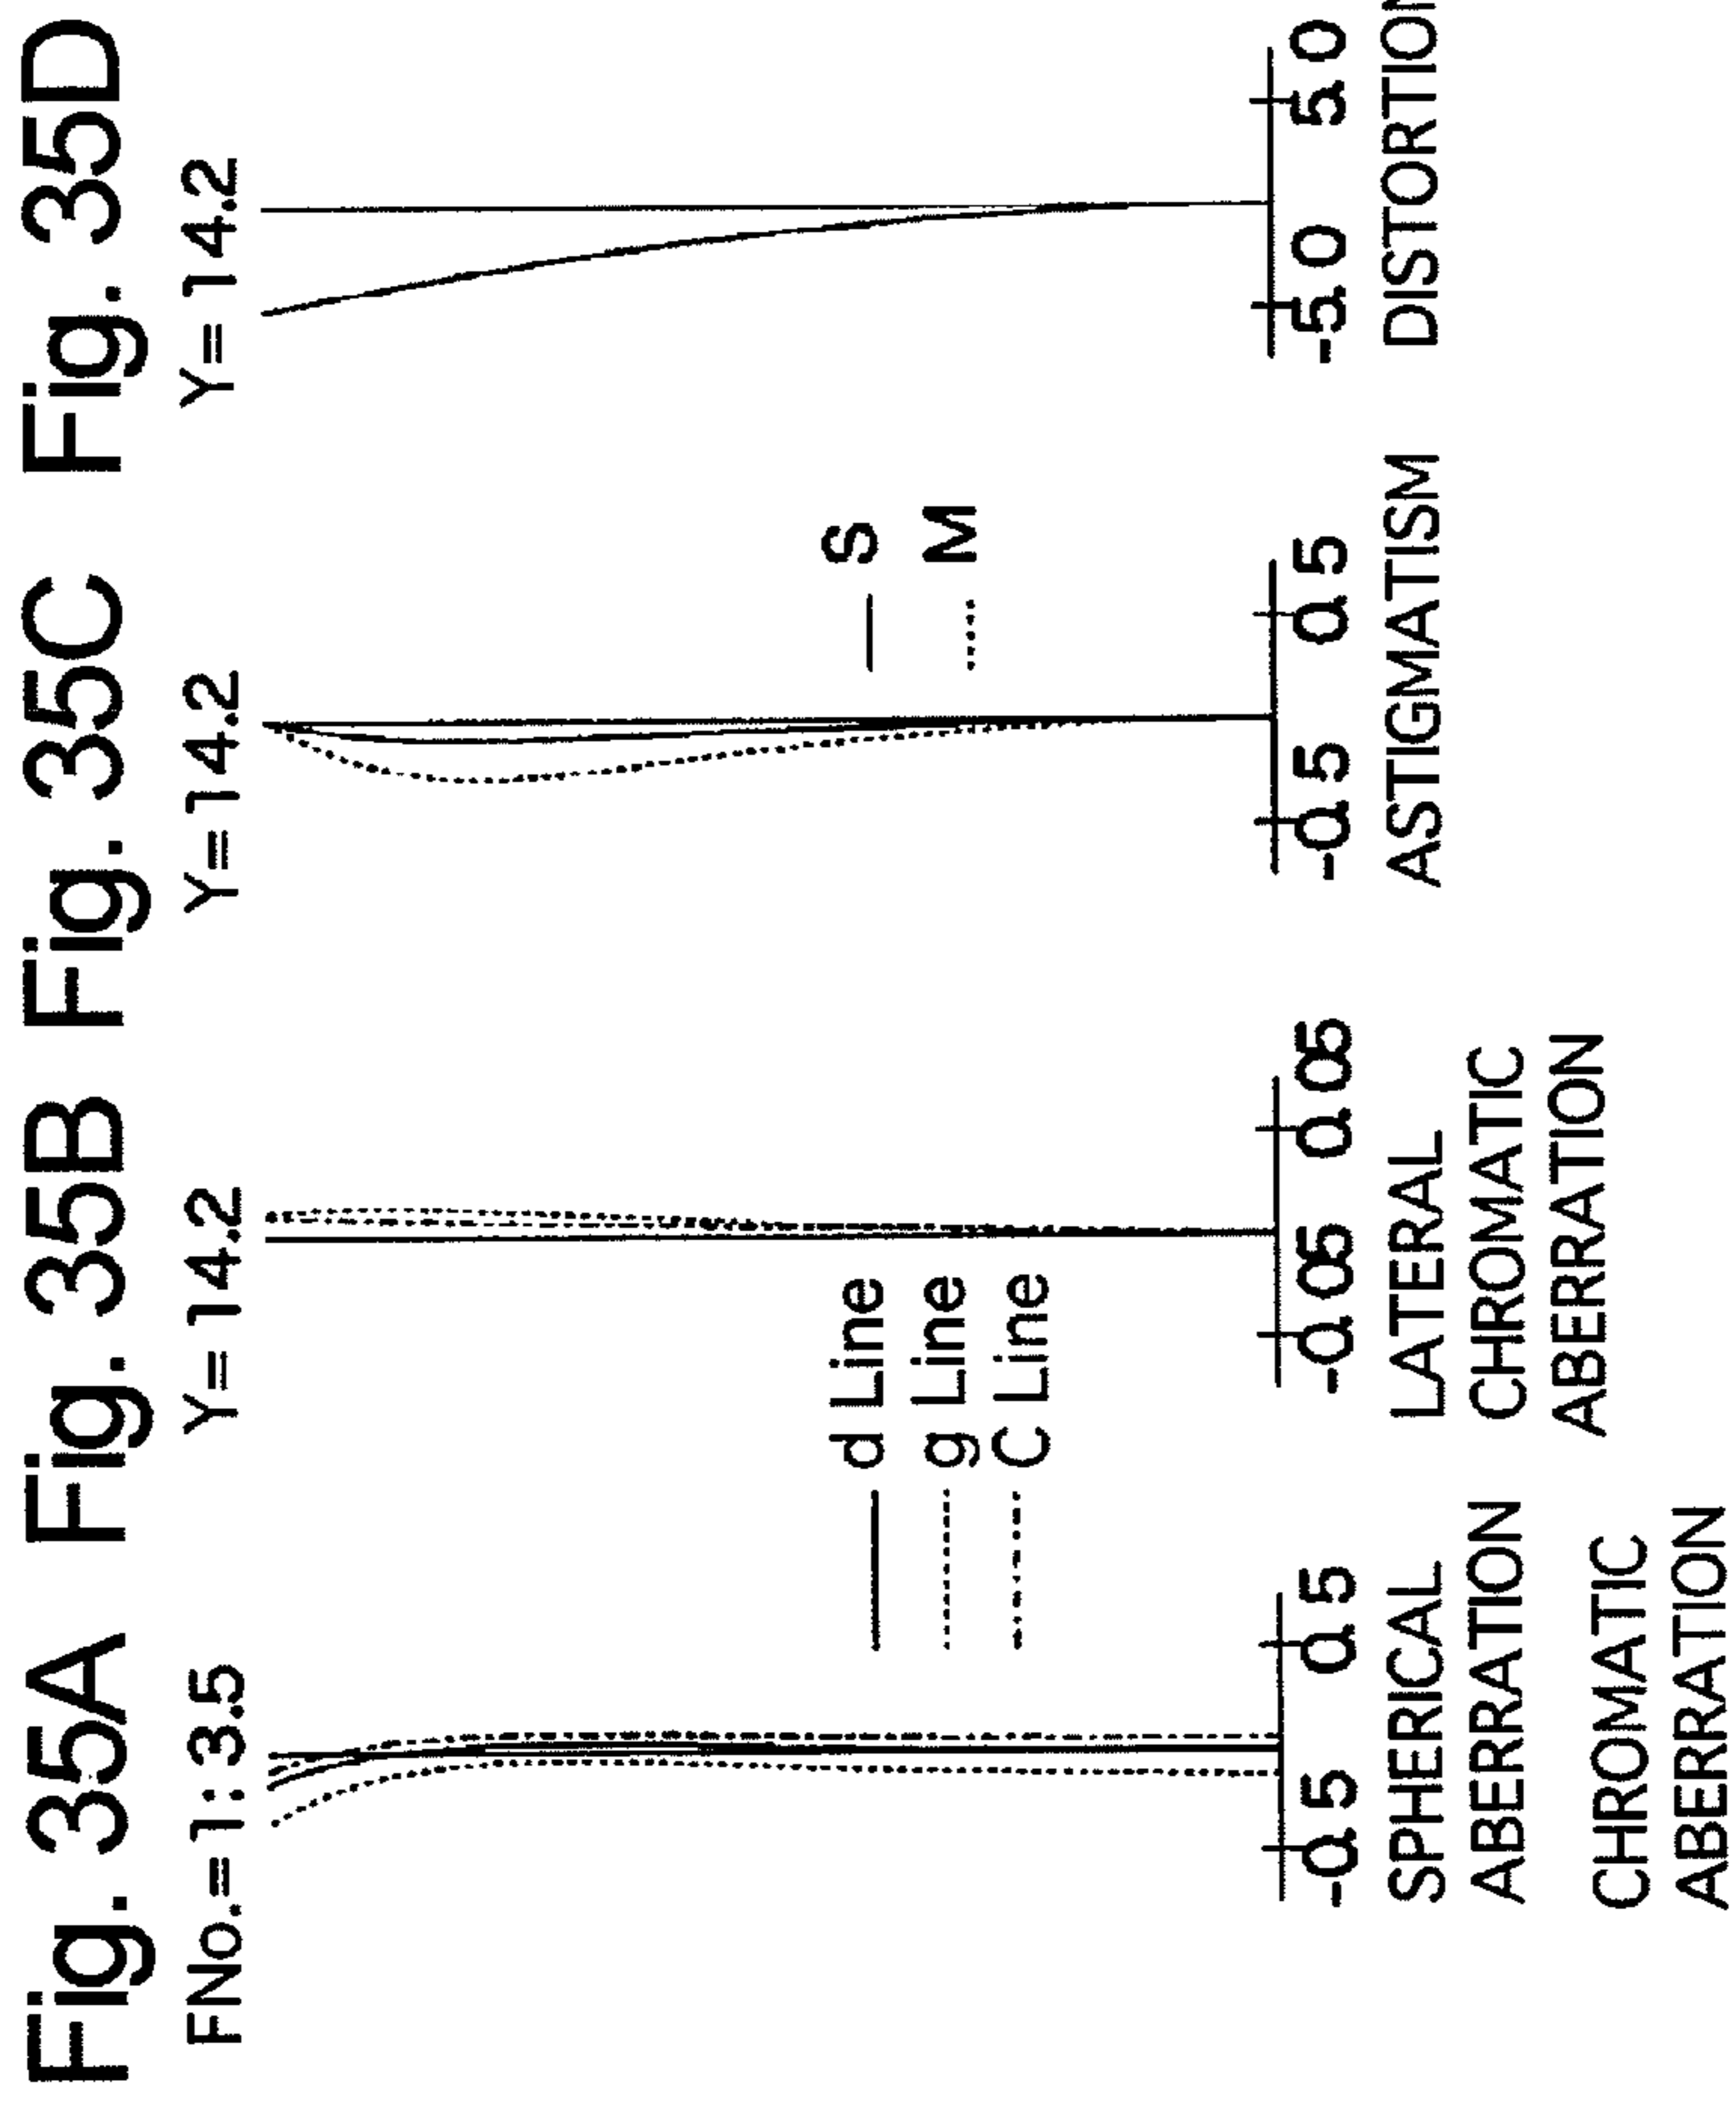 Fig. 35A
FNo.=1:3.5
d Line
g Line
C Line
-0.5 0.5
SPHERICAL
ABERRATION
CHROMATIC
ABERRATION
Fig. 35B
Y=14.2
-0.05 0.05
LATERAL
CHROMATIC
ABERRATION
Fig. 35C
Y=14.2
S
M
-0.5 0.5
ASTIGMATISM
Fig. 35D
Y=14.2
-5.0 5.0
DISTORTION